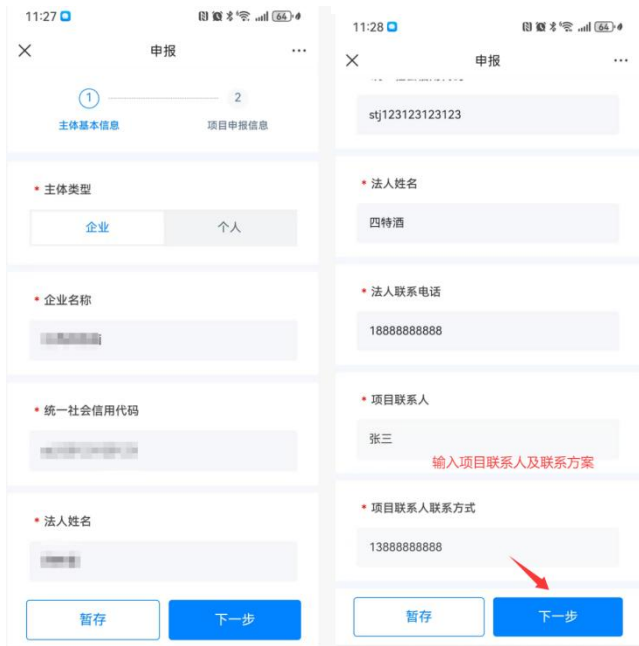 11:27
64
申报
1
2
主体基本信息
项目申报信息
* 主体类型
企业
个人
* 企业名称
* 统一社会信用代码
* 法人姓名
暂存
下一步
11:28
64
申报
stj123123123123
* 法人姓名
四特酒
* 法人联系电话
18888888888
* 项目联系人
张三
输入项目联系人及联系方案
* 项目联系人联系方式
13888888888
暂存
下一步